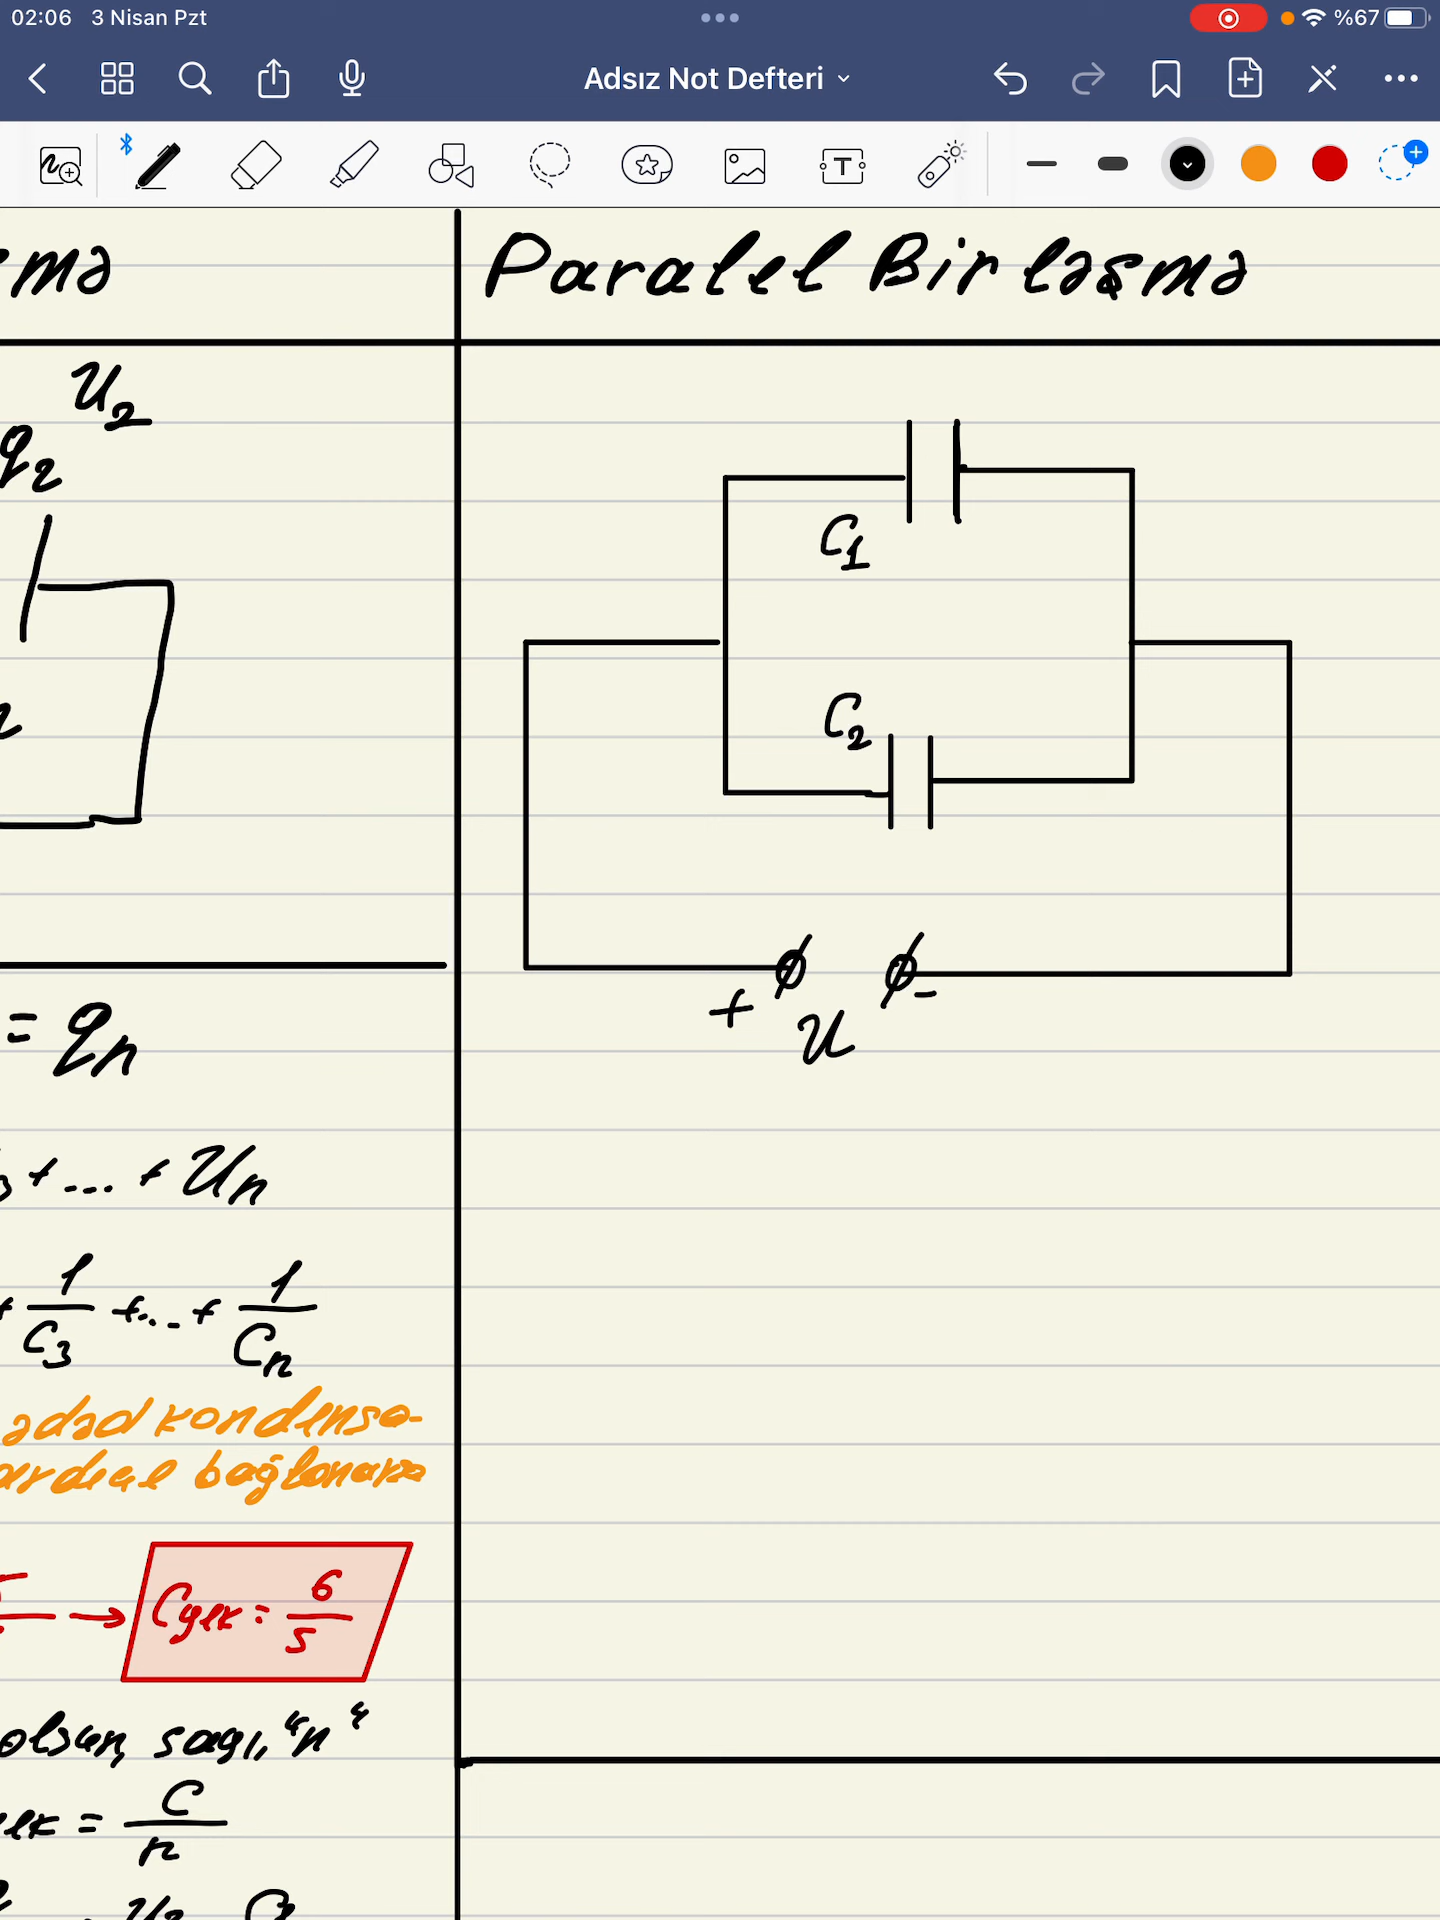 02:06 3 Nisan Pzt
%67
Adsız Not Defteri
mə
Paralel Birləşmə
U₂
q₂
C₁
C₂
+ -
U
= qₙ
+ ... + Uₙ
+ 1/C₃ + ... + 1/Cₙ
ədəd kondensa-
bağlanarsa
→ Cyek = 6/5
olsun, sayı, "n"
= C/n